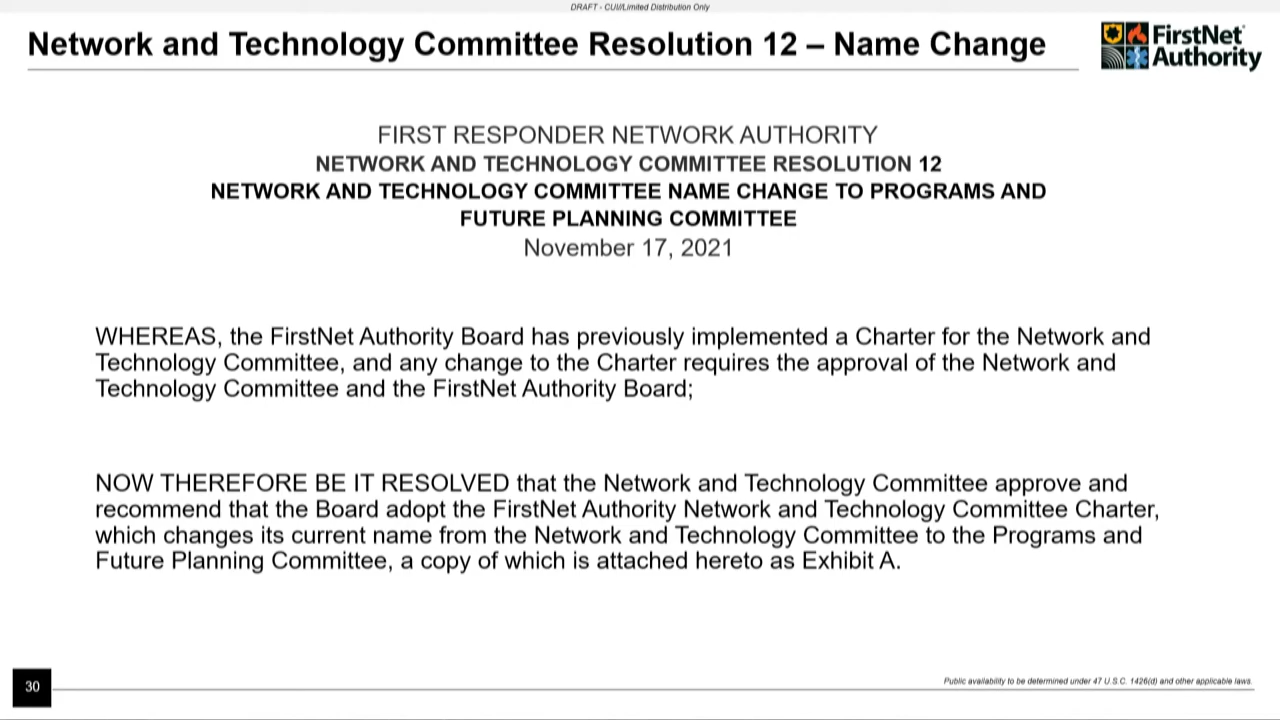 DRAFT - CUI/Limited Distribution Only
Network and Technology Committee Resolution 12 – Name Change
FirstNet
Authority
FIRST RESPONDER NETWORK AUTHORITY
NETWORK AND TECHNOLOGY COMMITTEE RESOLUTION 12
NETWORK AND TECHNOLOGY COMMITTEE NAME CHANGE TO PROGRAMS AND
FUTURE PLANNING COMMITTEE
November 17, 2021
WHEREAS, the FirstNet Authority Board has previously implemented a Charter for the Network and
Technology Committee, and any change to the Charter requires the approval of the Network and
Technology Committee and the FirstNet Authority Board;
NOW THEREFORE BE IT RESOLVED that the Network and Technology Committee approve and
recommend that the Board adopt the FirstNet Authority Network and Technology Committee Charter,
which changes its current name from the Network and Technology Committee to the Programs and
Future Planning Committee, a copy of which is attached hereto as Exhibit A.
30
Public availability to be determined under 47 U.S.C. 1426(d) and other applicable laws.